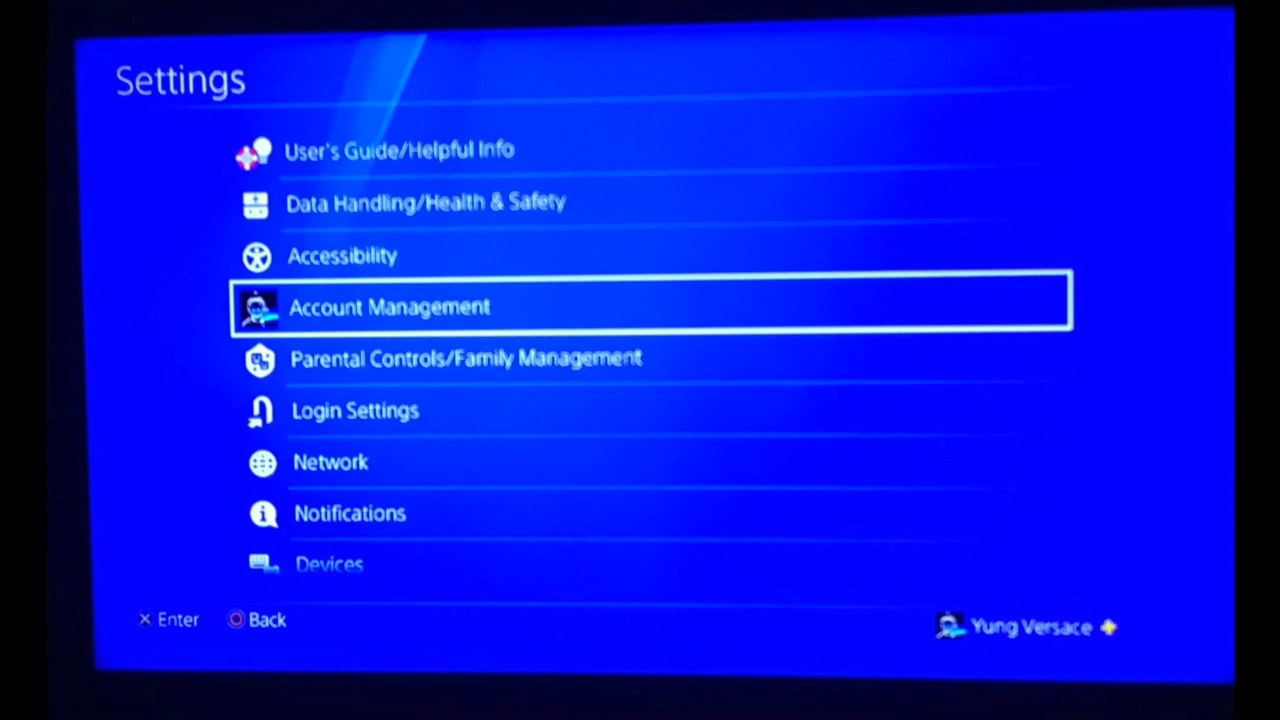 Settings
User's Guide/Helpful Info
Data Handling/Health & Safety
Accessibility
Account Management
Parental Controls/Family Management
Login Settings
Network
Notifications
Devices
Enter
Back
Yung Versace